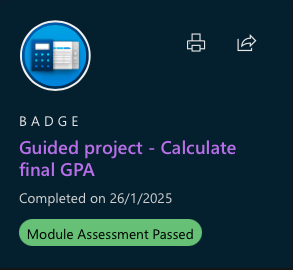 BADGE
Guided project - Calculate
final GPA
Completed on 26/1/2025
Module Assessment Passed